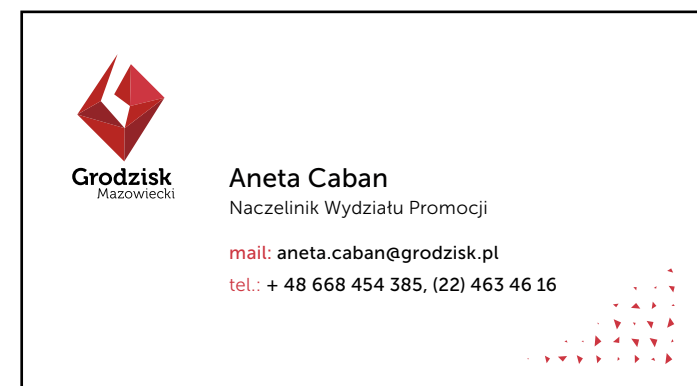 Grodzisk
Mazowiecki
Aneta Caban
Naczelinik Wydziału Promocji
mail: aneta.caban@grodzisk.pl
tel.: + 48 668 454 385, (22) 463 46 16